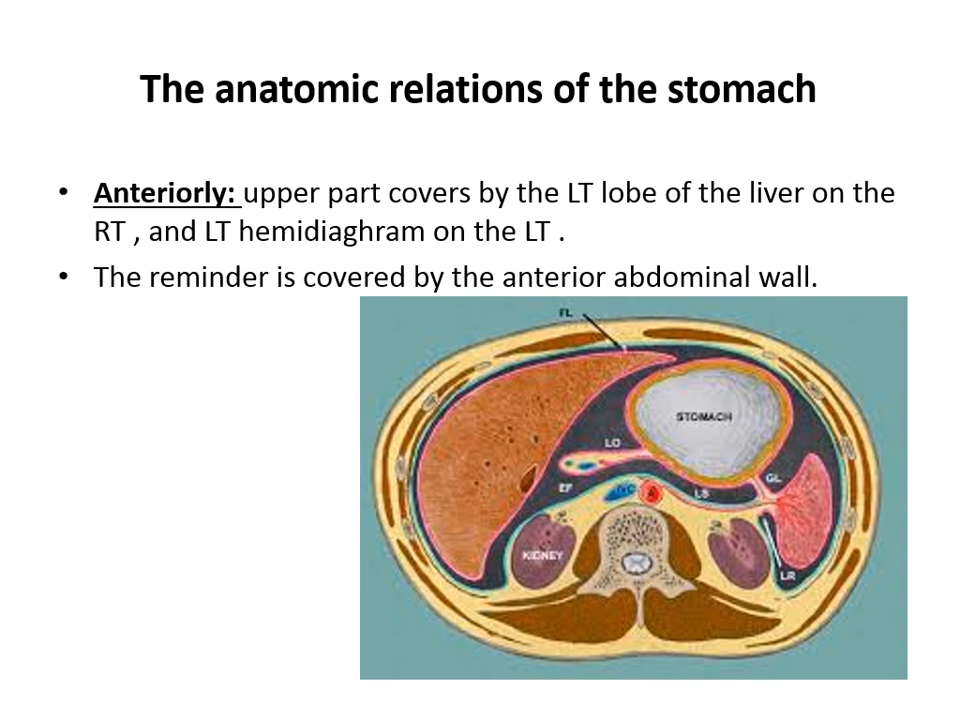 The anatomic relations of the stomach
• Anteriorly: upper part covers by the LT lobe of the liver on the
RT , and LT hemidiaghram on the LT .
• The reminder is covered by the anterior abdominal wall.
FL
STOMACH
LO
GL
EF
IVC
A
LS
KIDNEY
LR